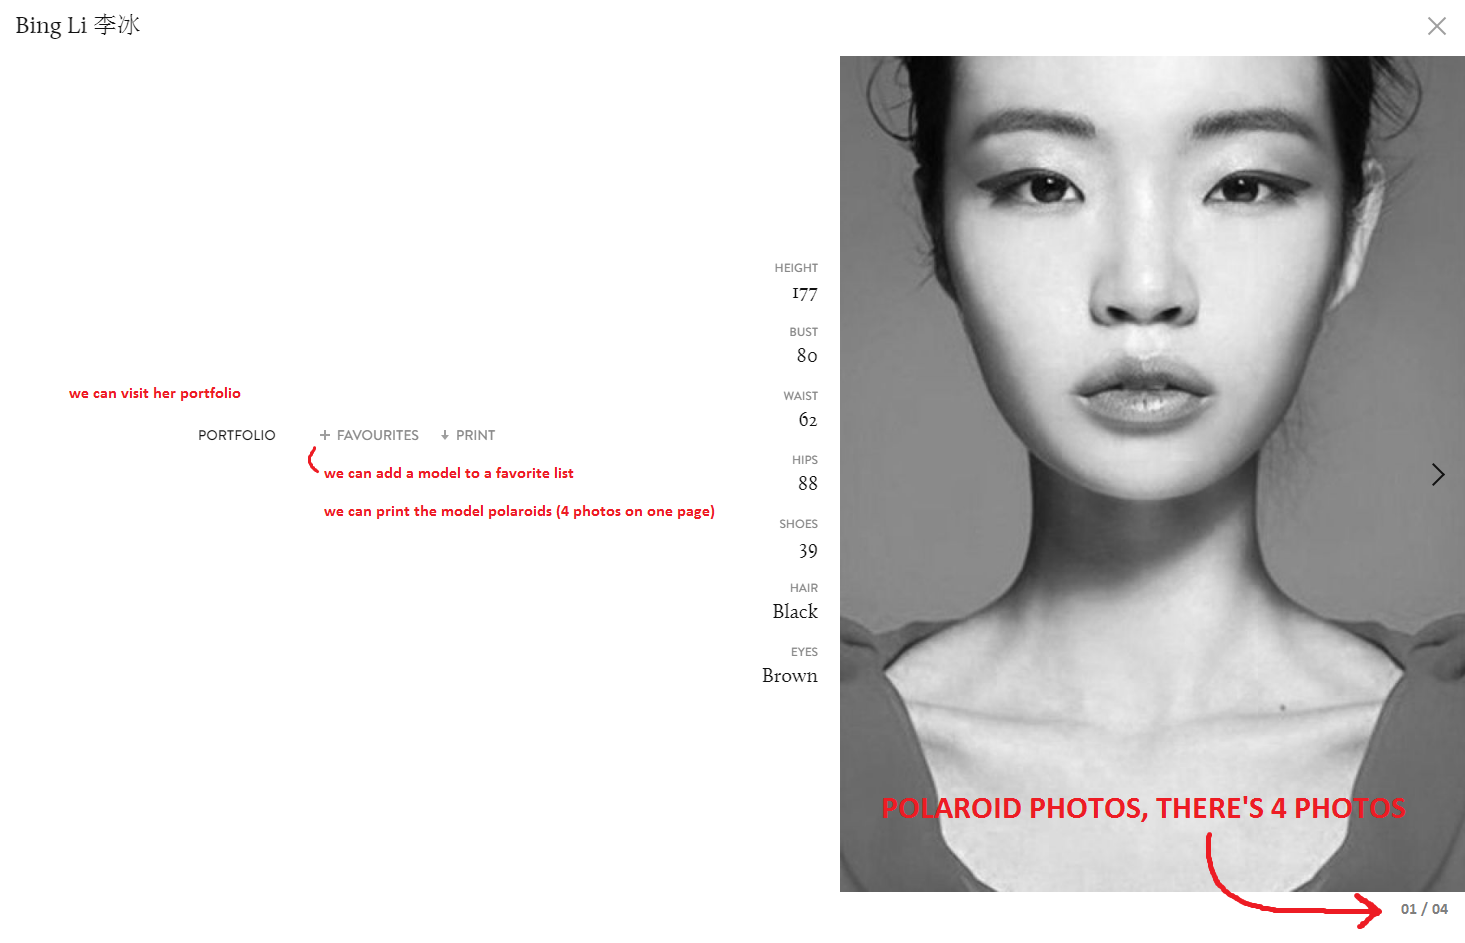 Bing Li 李冰
HEIGHT
177
BUST
80
WAIST
62
HIPS
88
SHOES
39
HAIR
Black
EYES
Brown
we can visit her portfolio
PORTFOLIO
+ FAVOURITES
↓ PRINT
we can add a model to a favorite list
we can print the model polaroids (4 photos on one page)
POLAROID PHOTOS, THERE'S 4 PHOTOS
01 / 04